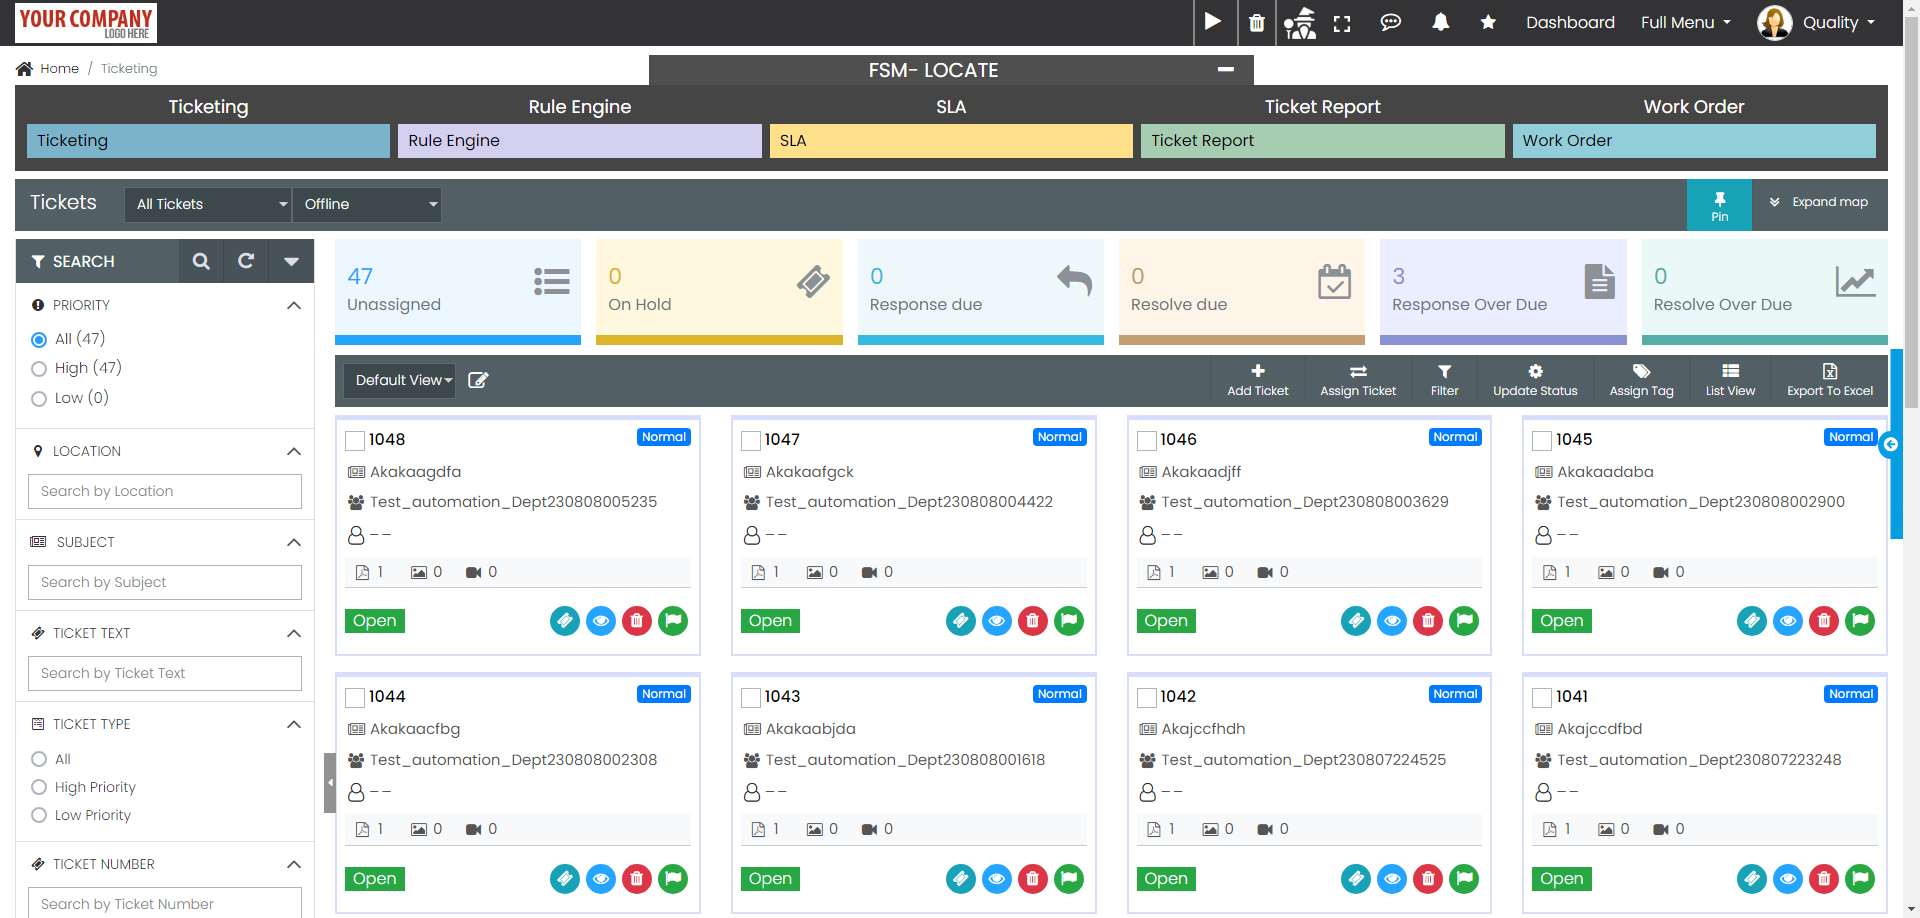 YOUR COMPANY
LOGO HERE
Dashboard
Full Menu
Quality
Home / Ticketing
FSM- LOCATE
Ticketing
Rule Engine
SLA
Ticket Report
Work Order
Ticketing
Rule Engine
SLA
Ticket Report
Work Order
Tickets
All Tickets
Offline
Pin
Expand map
SEARCH
PRIORITY
All (47)
High (47)
Low (0)
LOCATION
Search by Location
SUBJECT
Search by Subject
TICKET TEXT
Search by Ticket Text
TICKET TYPE
All
High Priority
Low Priority
TICKET NUMBER
Search by Ticket Number
47
Unassigned
0
On Hold
0
Response due
0
Resolve due
3
Response Over Due
0
Resolve Over Due
Default View
Add Ticket
Assign Ticket
Filter
Update Status
Assign Tag
List View
Export To Excel
1048
Normal
Akakaagdfa
Test_automation_Dept230808005235
--
1 0 0
Open
1047
Normal
Akakaafgck
Test_automation_Dept230808004422
--
1 0 0
Open
1046
Normal
Akakaadjff
Test_automation_Dept230808003629
--
1 0 0
Open
1045
Normal
Akakaadaba
Test_automation_Dept230808002900
--
1 0 0
Open
1044
Normal
Akakaacfbg
Test_automation_Dept230808002308
--
1 0 0
Open
1043
Normal
Akakaabjda
Test_automation_Dept230808001618
--
1 0 0
Open
1042
Normal
Akajccfhdh
Test_automation_Dept230807224525
--
1 0 0
Open
1041
Normal
Akajccdfbd
Test_automation_Dept230807223248
--
1 0 0
Open